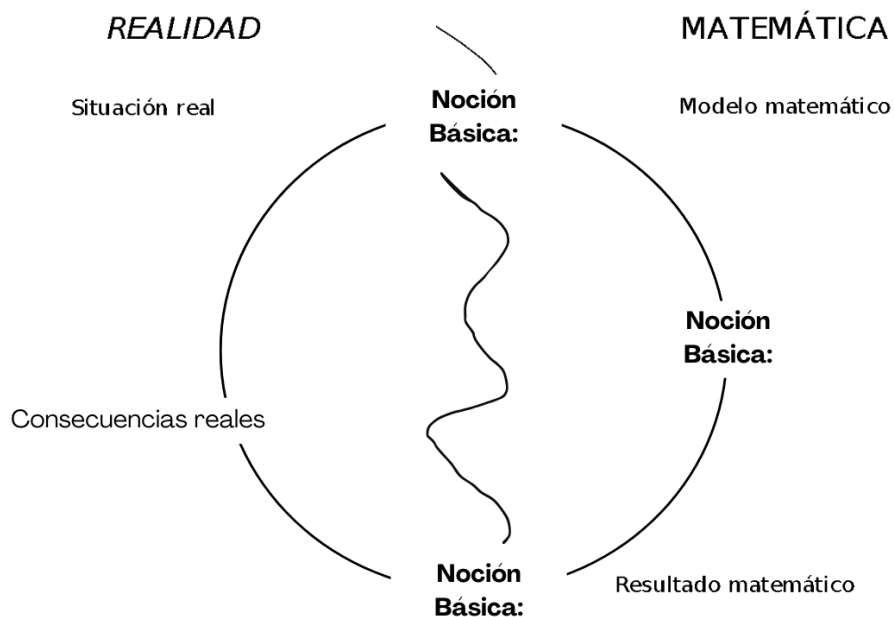 REALIDAD
MATEMÁTICA
Situación real
Noción
Básica:
Modelo matemático
Noción
Básica:
Consecuencias reales
Noción
Básica:
Resultado matemático